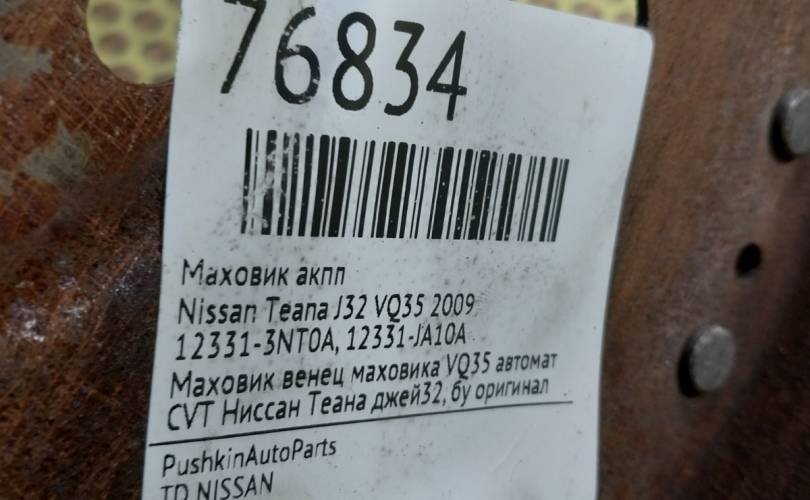 76834
Маховик акпп
Nissan Teana J32 VQ35 2009
12331-3NT0A, 12331-JA10A
Маховик венец маховика VQ35 автомат
CVT Ниссан Теана джей32, бу оригинал
PushkinAutoParts
TD NISSAN